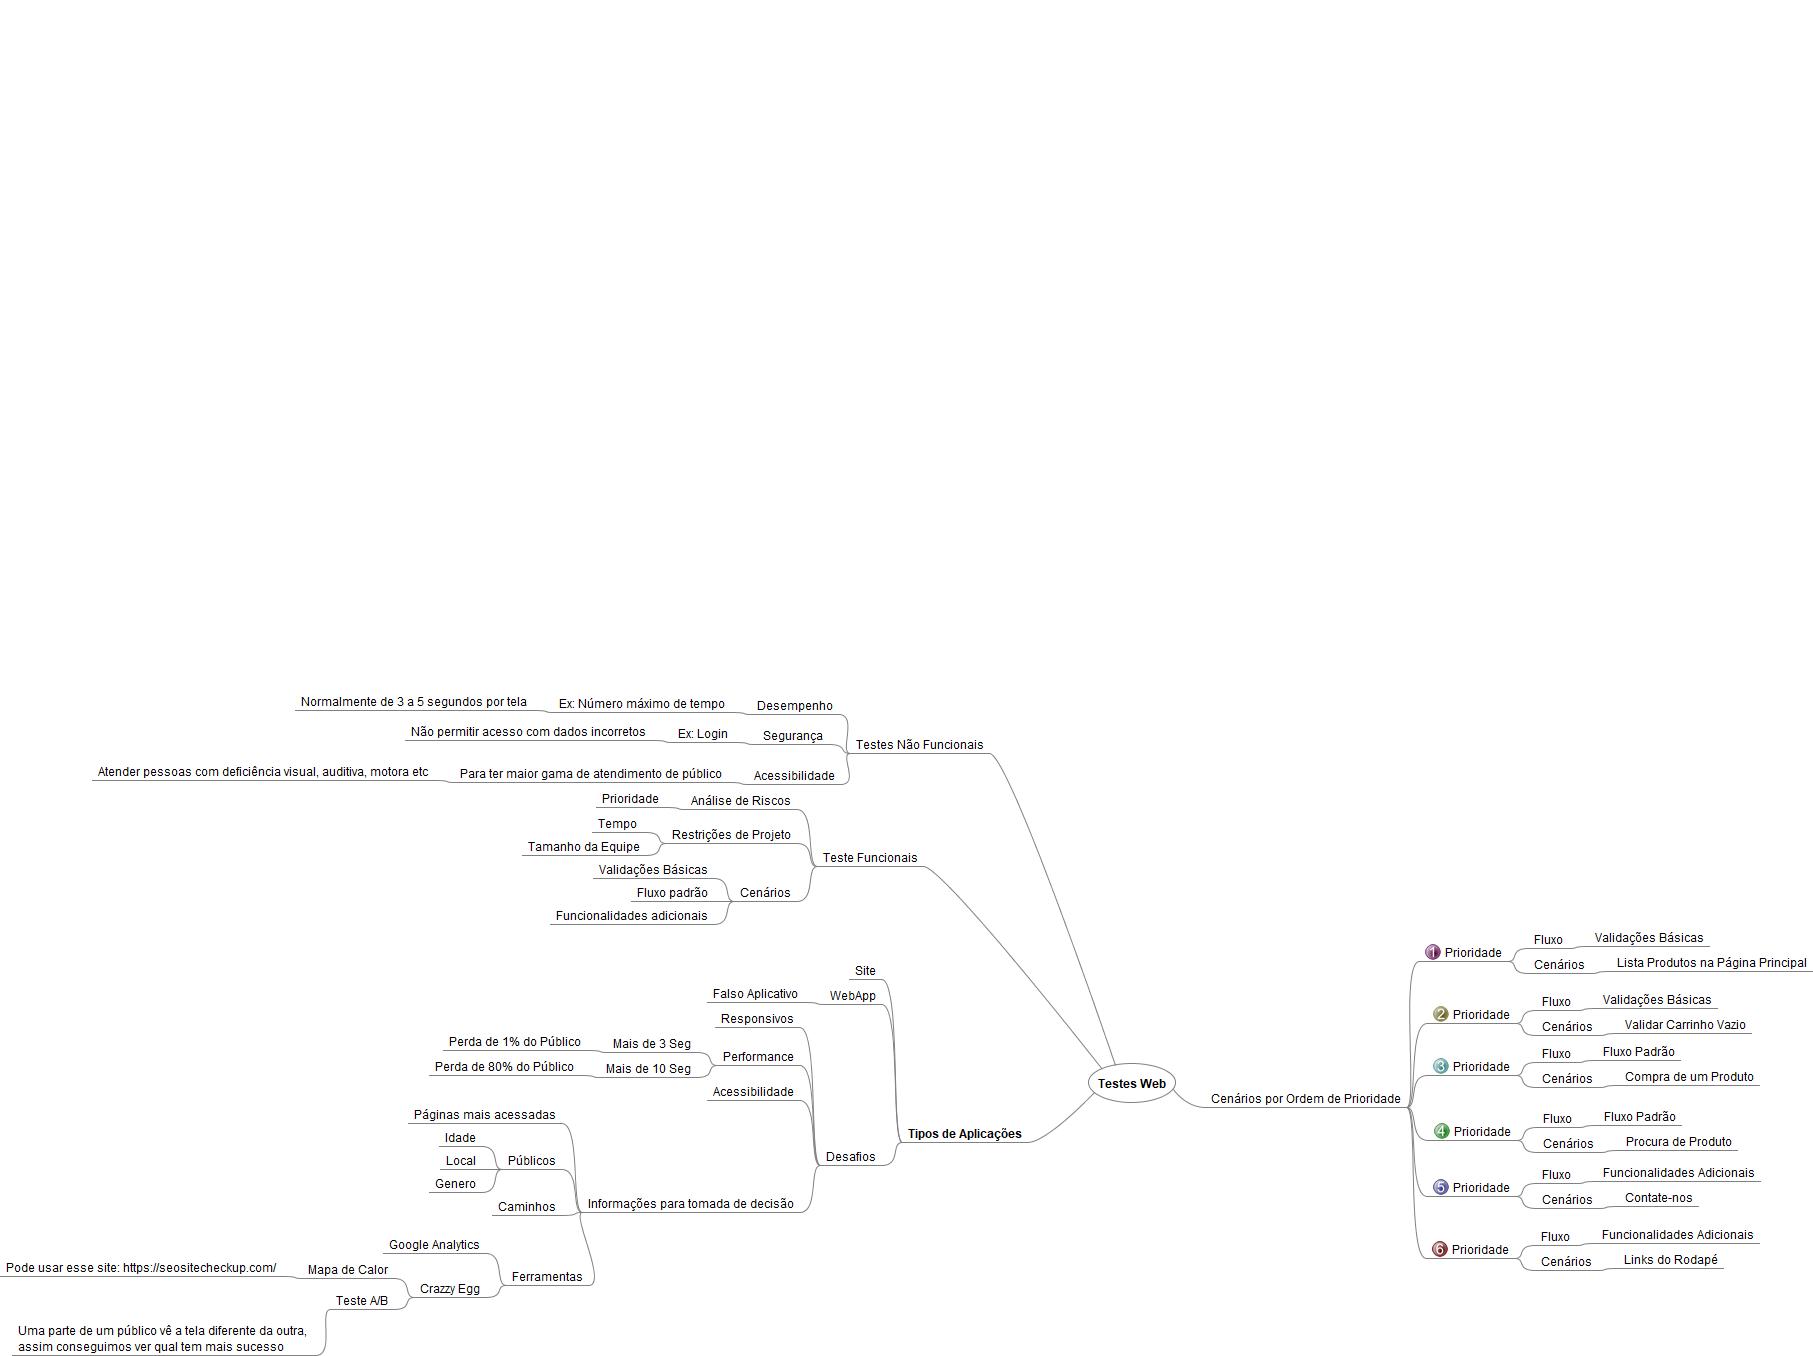 Normalmente de 3 a 5 segundos por tela
Ex: Número máximo de tempo
Desempenho
Não permitir acesso com dados incorretos
Ex: Login
Segurança
Testes Não Funcionais
Atender pessoas com deficiência visual, auditiva, motora etc
Para ter maior gama de atendimento de público
Acessibilidade
Prioridade
Análise de Riscos
Tempo
Restrições de Projeto
Tamanho da Equipe
Teste Funcionais
Validações Básicas
Fluxo padrão
Cenários
Funcionalidades adicionais
Site
Falso Aplicativo
WebApp
Responsivos
Perda de 1% do Público
Mais de 3 Seg
Performance
Perda de 80% do Público
Mais de 10 Seg
Acessibilidade
Tipos de Aplicações
Desafios
Páginas mais acessadas
Idade
Local
Públicos
Genero
Informações para tomada de decisão
Caminhos
Google Analytics
Ferramentas
Pode usar esse site: https://seositecheckup.com/
Mapa de Calor
Crazzy Egg
Teste A/B
Uma parte de um público vê a tela diferente da outra,
assim conseguimos ver qual tem mais sucesso
Testes Web
Cenários por Ordem de Prioridade
1 Prioridade
Fluxo
Validações Básicas
Cenários
Lista Produtos na Página Principal
2 Prioridade
Fluxo
Validações Básicas
Cenários
Validar Carrinho Vazio
3 Prioridade
Fluxo
Fluxo Padrão
Cenários
Compra de um Produto
4 Prioridade
Fluxo
Fluxo Padrão
Cenários
Procura de Produto
5 Prioridade
Fluxo
Funcionalidades Adicionais
Cenários
Contate-nos
6 Prioridade
Fluxo
Funcionalidades Adicionais
Cenários
Links do Rodapé